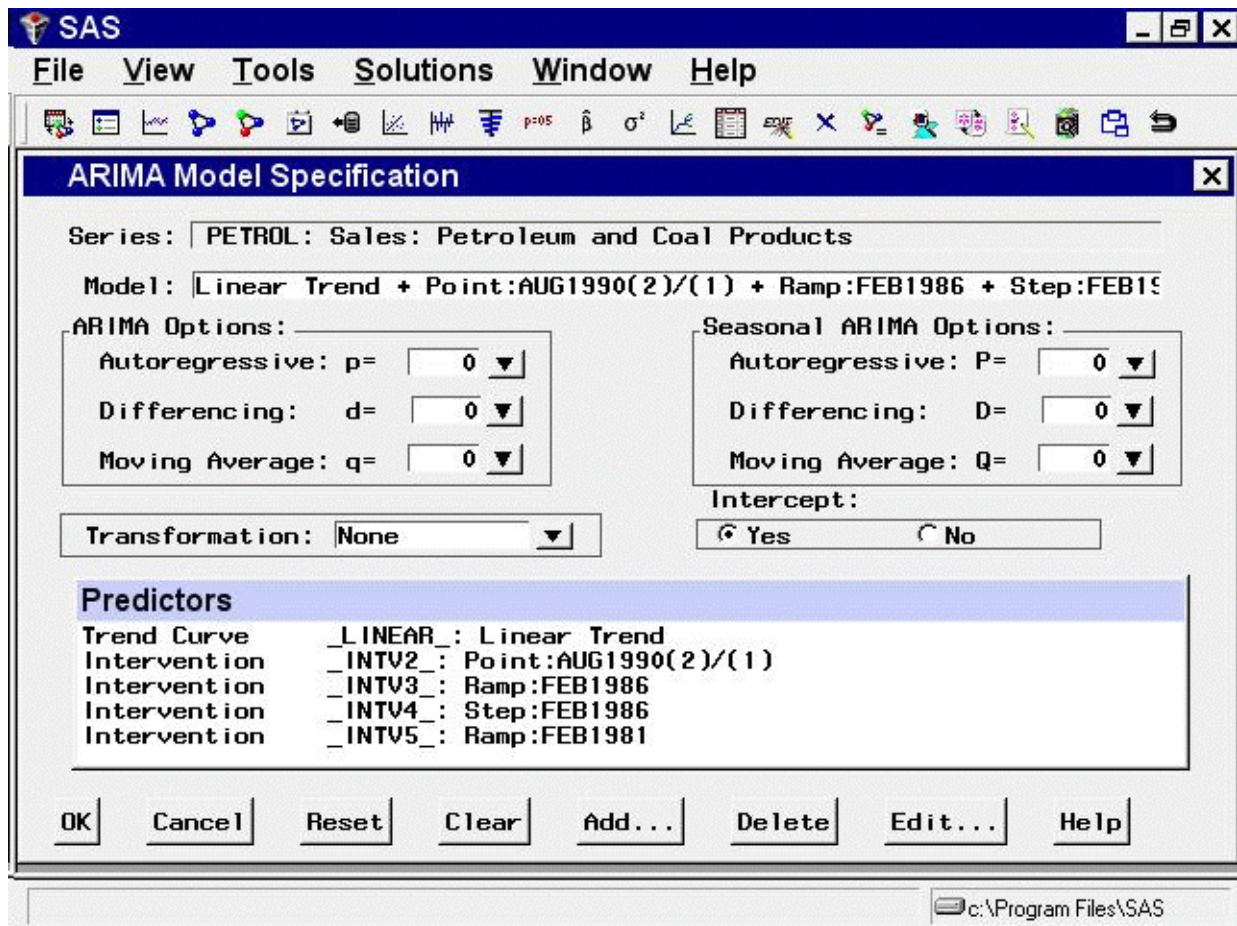 SAS
File View Tools Solutions Window Help
p=05 β̂ σ² EDIT
ARIMA Model Specification
Series: PETROL: Sales: Petroleum and Coal Products
Model: Linear Trend + Point:AUG1990(2)/(1) + Ramp:FEB1986 + Step:FEB19
ARIMA Options:
Autoregressive: p= 0
Differencing: d= 0
Moving Average: q= 0
Seasonal ARIMA Options:
Autoregressive: P= 0
Differencing: D= 0
Moving Average: Q= 0
Transformation: None
Intercept:
Yes No
Predictors
Trend Curve _LINEAR_: Linear Trend
Intervention _INTV2_: Point:AUG1990(2)/(1)
Intervention _INTV3_: Ramp:FEB1986
Intervention _INTV4_: Step:FEB1986
Intervention _INTV5_: Ramp:FEB1981
OK Cancel Reset Clear Add... Delete Edit... Help
c:\Program Files\SAS